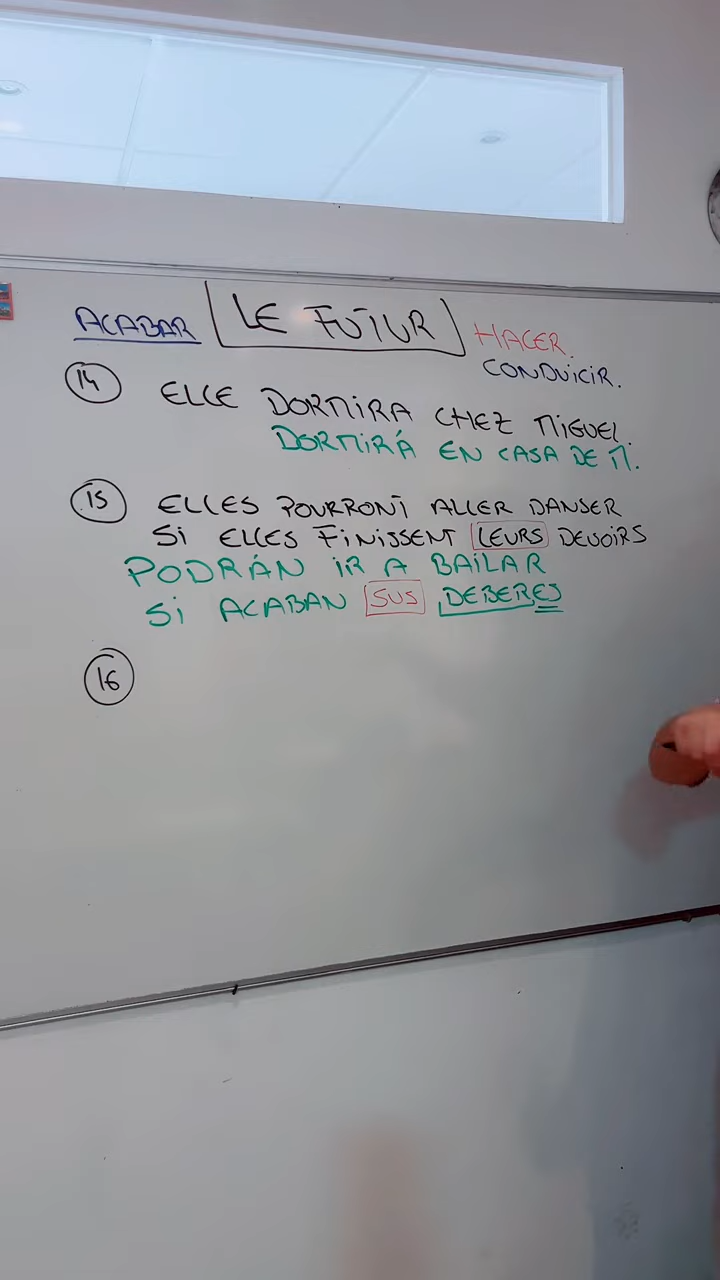 ACABAR LE FUTUR HACER.
CONDUCIR.
14 ELLE DORMIRA CHEZ MIGUEL.
DORMIRÁ EN CASA DE M.
15 ELLES POURRONT ALLER DANSER
Si ELLES FiNiSSENT LEURS DEVOIRS
PODRÁN iR A BAiLAR
Si ACABAN SUS DEBERES
16